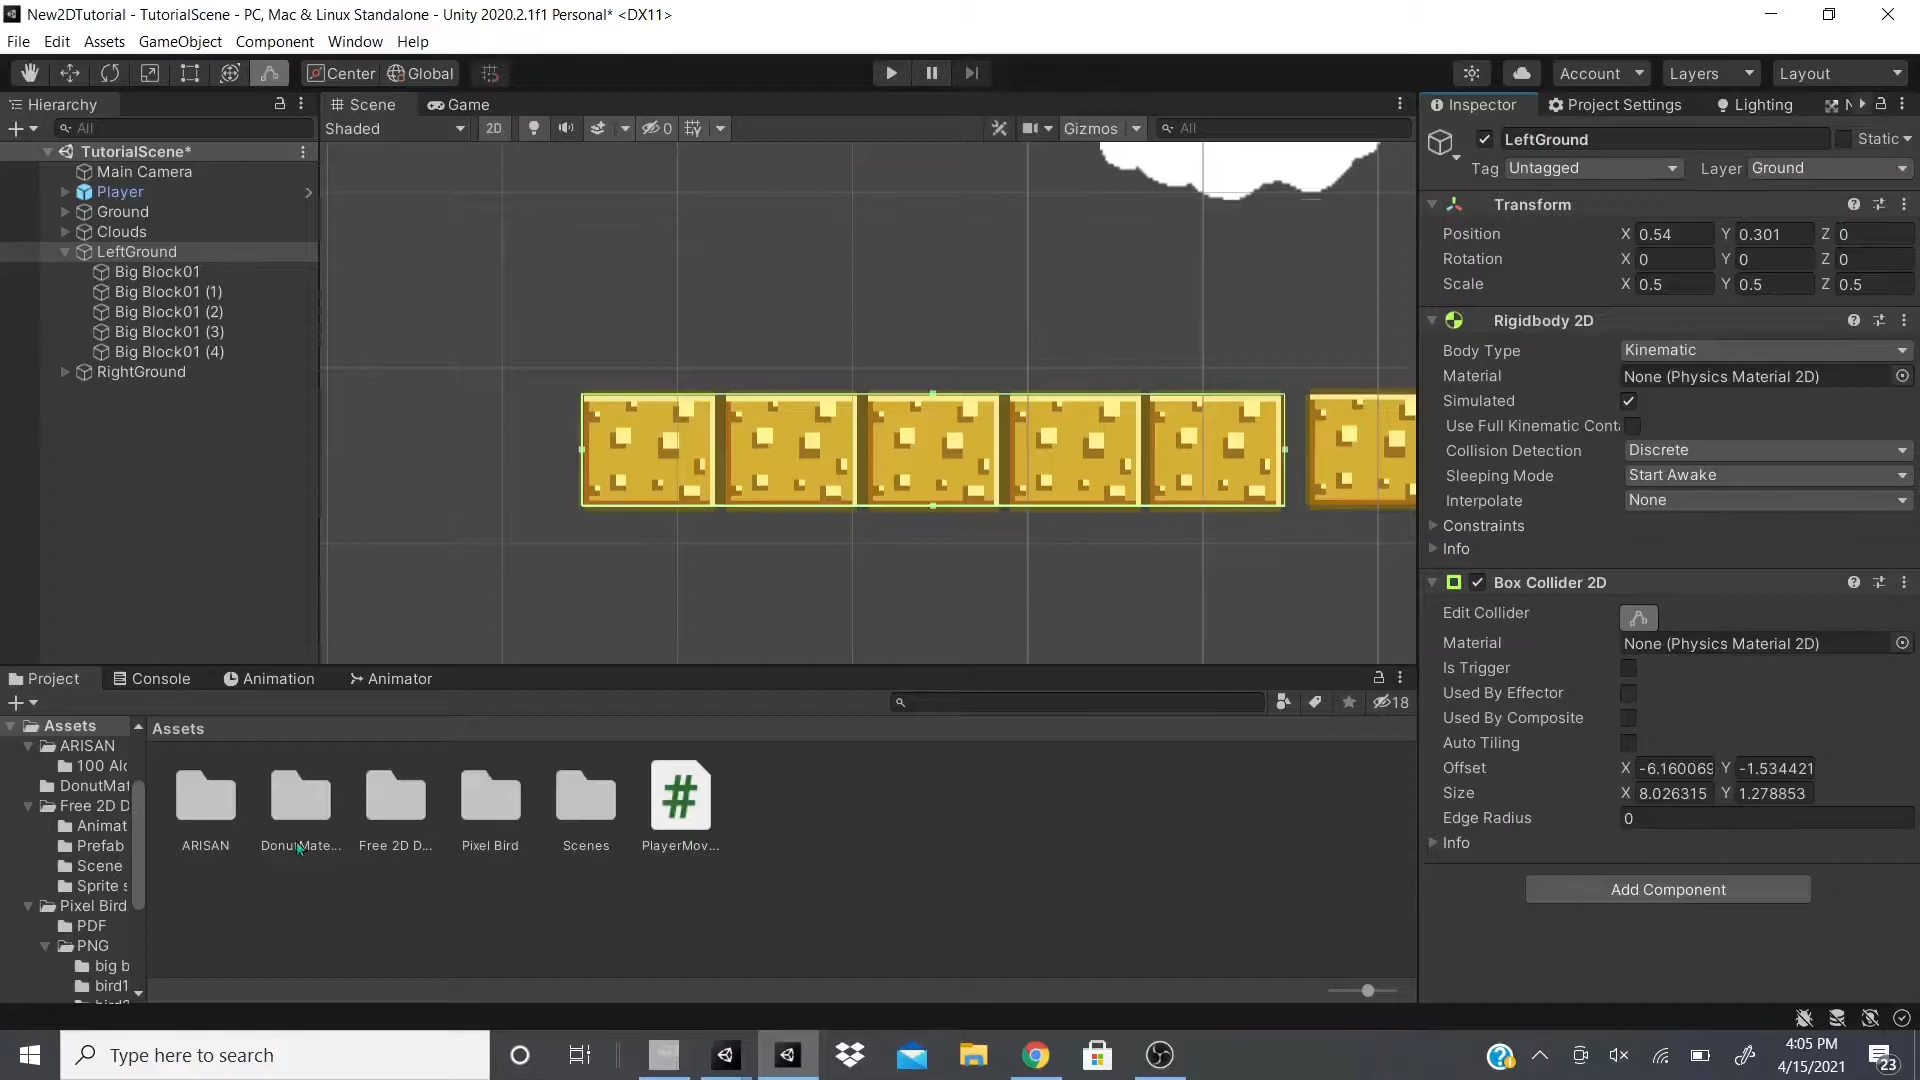 New2DTutorial - TutorialScene - PC, Mac & Linux Standalone - Unity 2020.2.1f1 Personal* <DX11>
File Edit Assets GameObject Component Window Help
Center Global Account Layers Layout
Hierarchy
All
TutorialScene*
Main Camera
Player
Ground
Clouds
LeftGround
Big Block01
Big Block01 (1)
Big Block01 (2)
Big Block01 (3)
Big Block01 (4)
RightGround
Scene Game
Shaded 2D 0 Gizmos All
Inspector Project Settings Lighting
LeftGround Static
Tag Untagged Layer Ground
Transform
Position X 0.54 Y 0.301 Z 0
Rotation X 0 Y 0 Z 0
Scale X 0.5 Y 0.5 Z 0.5
Rigidbody 2D
Body Type Kinematic
Material None (Physics Material 2D)
Simulated
Use Full Kinematic Cont
Collision Detection Discrete
Sleeping Mode Start Awake
Interpolate None
Constraints
Info
Box Collider 2D
Edit Collider
Material None (Physics Material 2D)
Is Trigger
Used By Effector
Used By Composite
Auto Tiling
Offset X -6.160069 Y -1.534421
Size X 8.026315 Y 1.278853
Edge Radius 0
Info
Add Component
Project Console Animation Animator
18
Assets
ARISAN
100 Alc
DonutMat
Free 2D D
Animat
Prefab
Scene
Sprite s
Pixel Bird
PDF
PNG
big b
bird1
Assets
ARISAN DonutMate... Free 2D D... Pixel Bird Scenes PlayerMov...
Type here to search
4:05 PM
4/15/2021
23